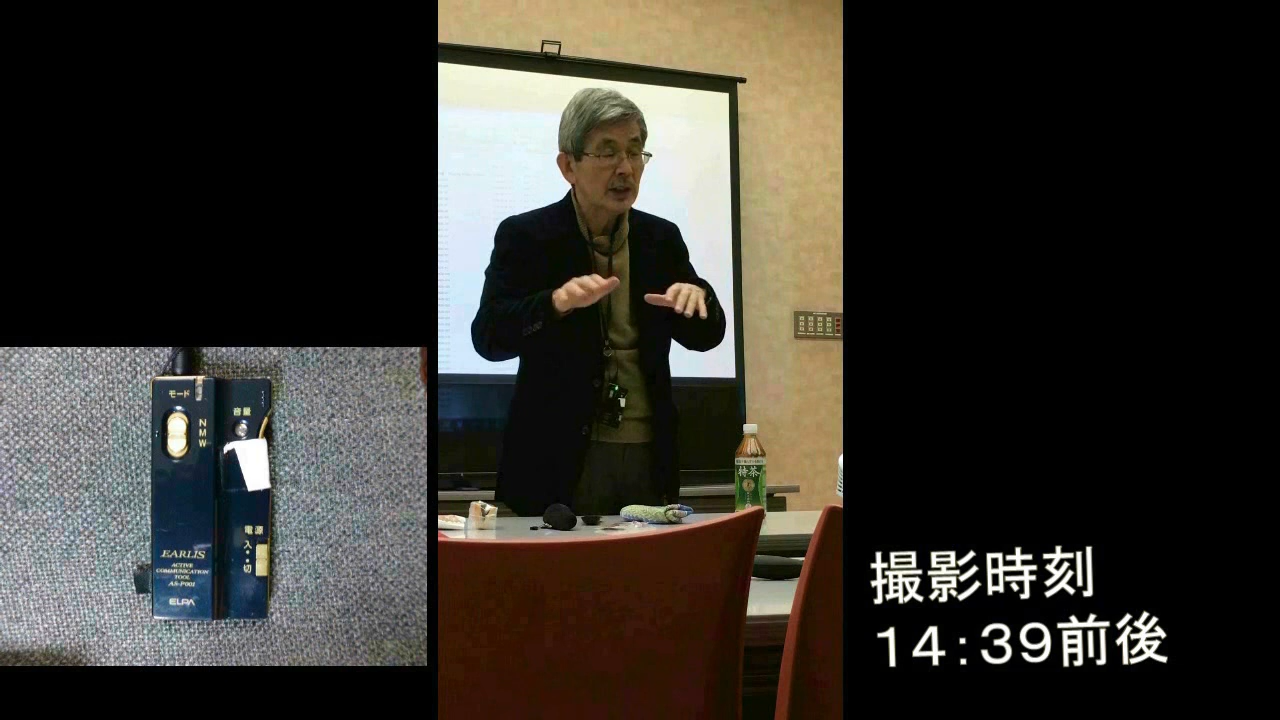 モード
音量
N
M
W
電源
入・・切
EARLIS
ACTIVE
COMMUNICATION
TOOL
AS-P001
ELPA
特茶
撮影時刻
14:39前後